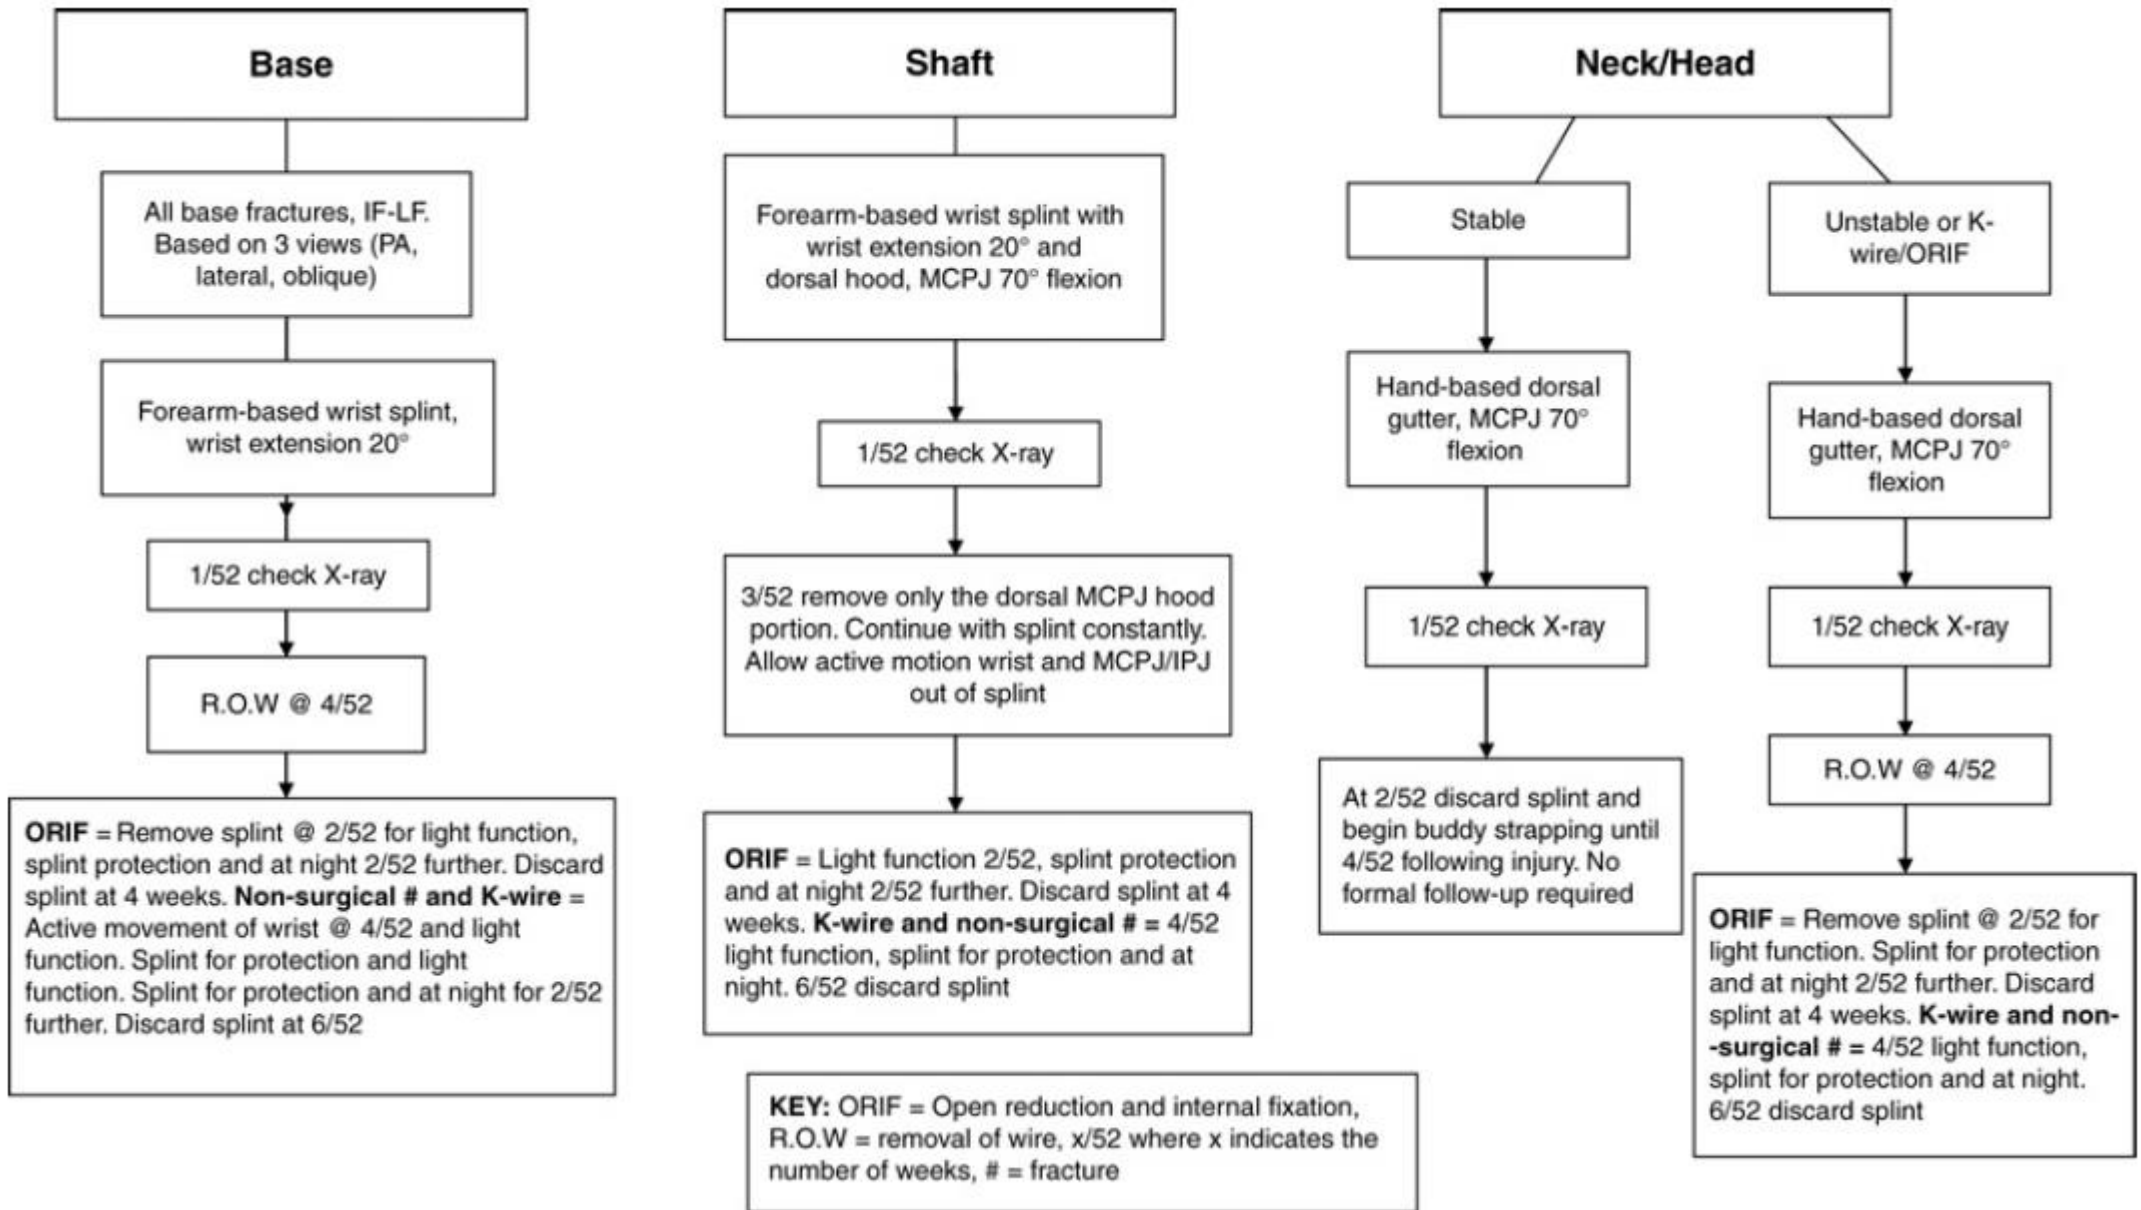 Base
All base fractures, IF-LF.
Based on 3 views (PA,
lateral, oblique)
Forearm-based wrist splint,
wrist extension 20°
1/52 check X-ray
R.O.W @ 4/52
ORIF = Remove splint @ 2/52 for light function,
splint protection and at night 2/52 further. Discard
splint at 4 weeks. Non-surgical # and K-wire =
Active movement of wrist @ 4/52 and light
function. Splint for protection and light
function. Splint for protection and at night for 2/52
further. Discard splint at 6/52
Shaft
Forearm-based wrist splint with
wrist extension 20° and
dorsal hood, MCPJ 70° flexion
1/52 check X-ray
3/52 remove only the dorsal MCPJ hood
portion. Continue with splint constantly.
Allow active motion wrist and MCPJ/IPJ
out of splint
ORIF = Light function 2/52, splint protection
and at night 2/52 further. Discard splint at 4
weeks. K-wire and non-surgical # = 4/52
light function, splint for protection and at
night. 6/52 discard splint
Neck/Head
Stable
Hand-based dorsal
gutter, MCPJ 70°
flexion
1/52 check X-ray
At 2/52 discard splint and
begin buddy strapping until
4/52 following injury. No
formal follow-up required
Unstable or K-
wire/ORIF
Hand-based dorsal
gutter, MCPJ 70°
flexion
1/52 check X-ray
R.O.W @ 4/52
ORIF = Remove splint @ 2/52 for
light function. Splint for protection
and at night 2/52 further. Discard
splint at 4 weeks. K-wire and non-
-surgical # = 4/52 light function,
splint for protection and at night.
6/52 discard splint
KEY: ORIF = Open reduction and internal fixation,
R.O.W = removal of wire, x/52 where x indicates the
number of weeks, # = fracture